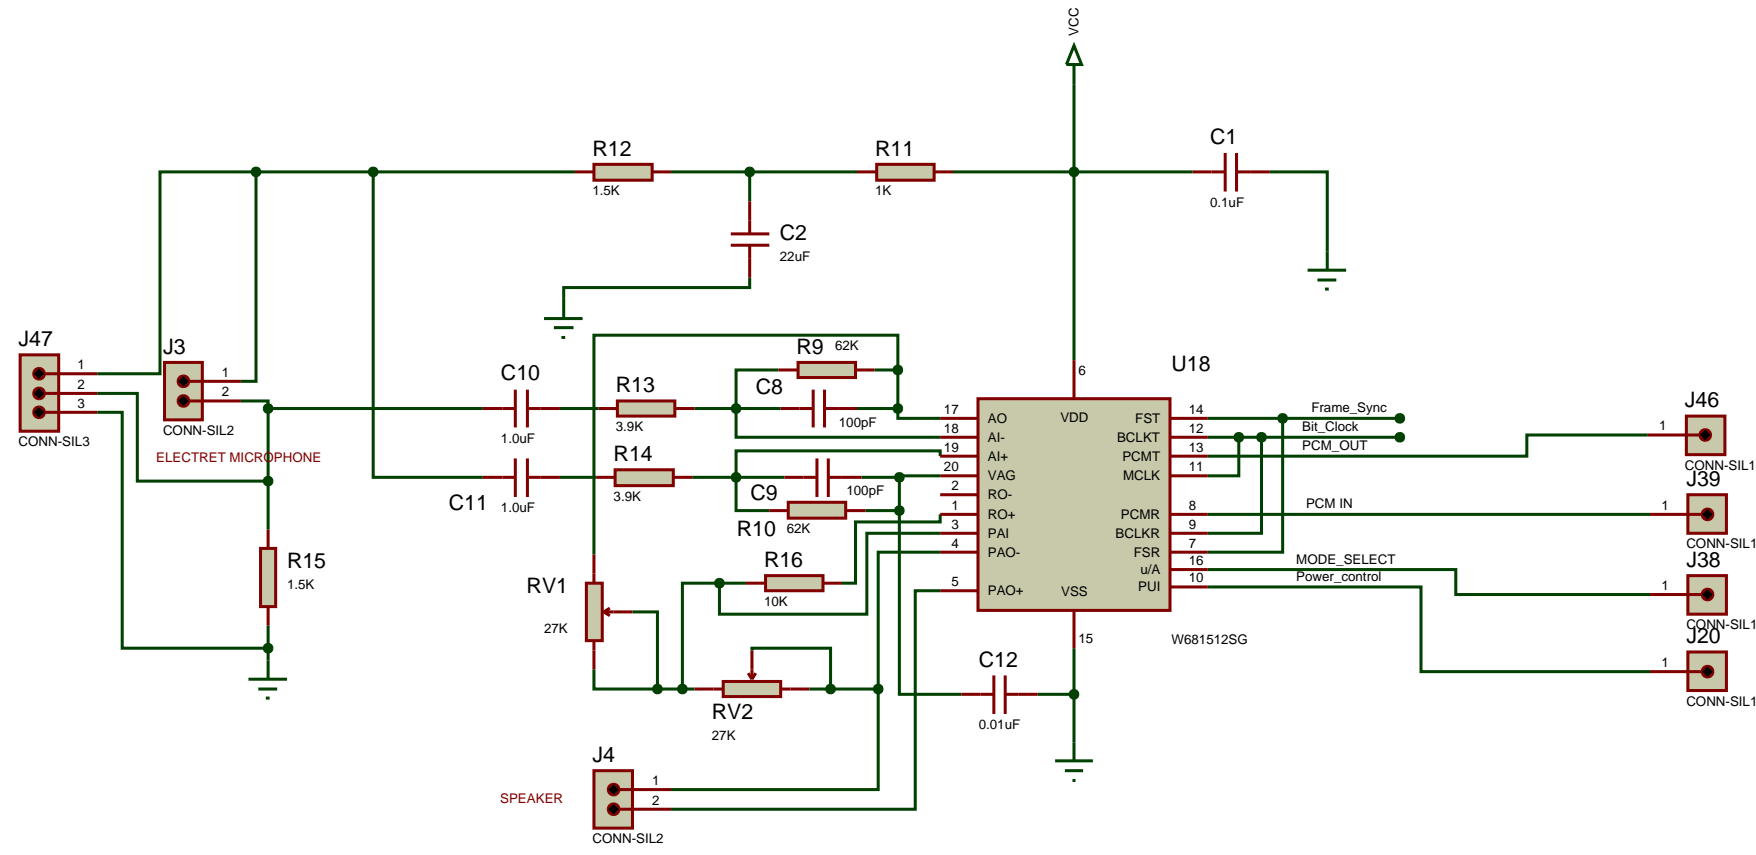 VCC
R12
1.5K
R11
1K
C1
0.1uF
C2
22uF
J47
1
2
3
CONN-SIL3
J3
1
2
CONN-SIL2
ELECTRET MICROPHONE
R15
1.5K
C10
1.0uF
C11
1.0uF
R13
3.9K
R14
3.9K
R9
62K
C8
100pF
C9
100pF
R10
62K
R16
10K
RV1
27K
RV2
27K
C12
0.01uF
J4
1
2
CONN-SIL2
SPEAKER
U18
6
VDD
17
AO
18
AI-
19
AI+
20
VAG
2
RO-
1
RO+
3
PAI
4
PAO-
5
PAO+
VSS
15
FST
14
Frame_Sync
BCLKT
12
Bit_Clock
PCMT
13
PCM_OUT
MCLK
11
PCMR
8
PCM IN
BCLKR
9
FSR
7
u/A
16
MODE_SELECT
PUI
10
Power_control
W681512SG
J46
1
CONN-SIL1
J39
1
CONN-SIL1
J38
1
CONN-SIL1
J20
1
CONN-SIL1